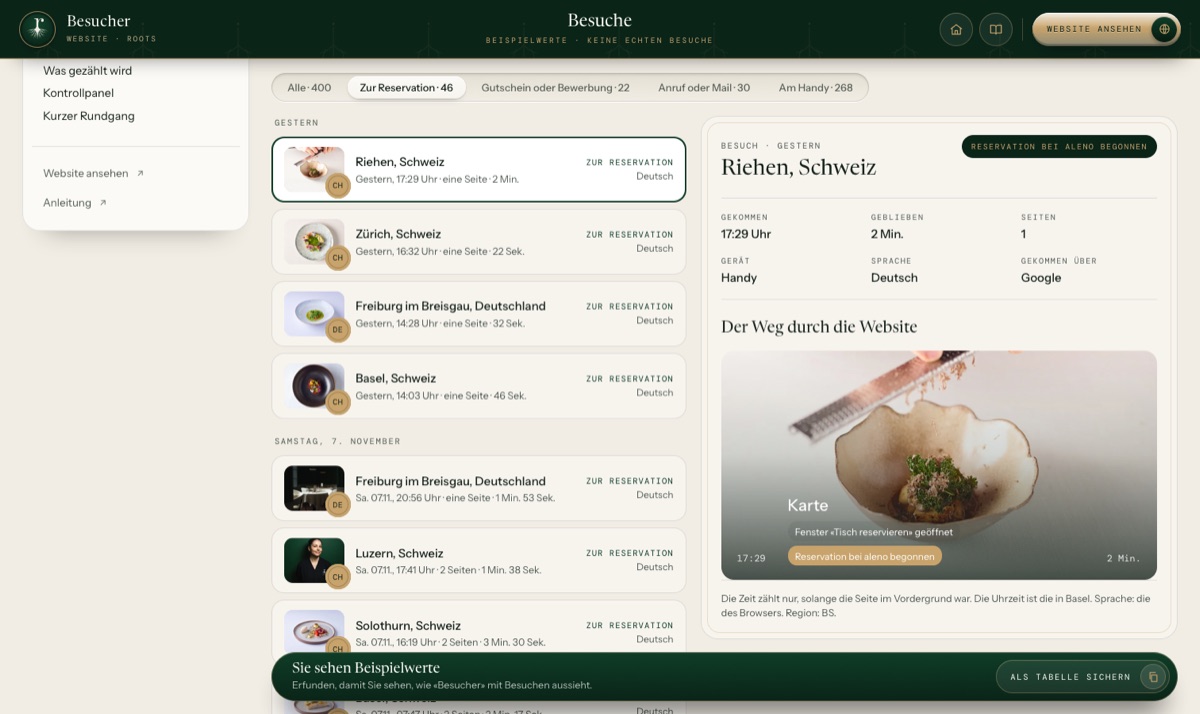 Besucher
WEBSITE · ROOTS
Besuche
BEISPIELWERTE · KEINE ECHTEN BESUCHE
WEBSITE ANSEHEN
Was gezählt wird
Kontrollpanel
Kurzer Rundgang
Website ansehen ↗
Anleitung ↗
Alle · 400
Zur Reservation · 46
Gutschein oder Bewerbung · 22
Anruf oder Mail · 30
Am Handy · 268
GESTERN
Riehen, Schweiz
Gestern, 17:29 Uhr · eine Seite · 2 Min.
ZUR RESERVATION
Deutsch
CH
Zürich, Schweiz
Gestern, 16:32 Uhr · eine Seite · 22 Sek.
ZUR RESERVATION
Deutsch
CH
Freiburg im Breisgau, Deutschland
Gestern, 14:28 Uhr · eine Seite · 32 Sek.
ZUR RESERVATION
Deutsch
DE
Basel, Schweiz
Gestern, 14:03 Uhr · eine Seite · 46 Sek.
ZUR RESERVATION
Deutsch
CH
SAMSTAG, 7. NOVEMBER
Freiburg im Breisgau, Deutschland
Sa. 07.11., 20:56 Uhr · eine Seite · 1 Min. 53 Sek.
ZUR RESERVATION
Deutsch
DE
Luzern, Schweiz
Sa. 07.11., 17:41 Uhr · 2 Seiten · 1 Min. 38 Sek.
ZUR RESERVATION
Deutsch
CH
Solothurn, Schweiz
Sa. 07.11., 16:19 Uhr · 2 Seiten · 3 Min. 30 Sek.
ZUR RESERVATION
Deutsch
CH
BESUCH · GESTERN
Riehen, Schweiz
RESERVATION BEI ALENO BEGONNEN
GEKOMMEN
17:29 Uhr
GEBLIEBEN
2 Min.
SEITEN
1
GERÄT
Handy
SPRACHE
Deutsch
GEKOMMEN ÜBER
Google
Der Weg durch die Website
Karte
Fenster «Tisch reservieren» geöffnet
17:29
Reservation bei aleno begonnen
2 Min.
Die Zeit zählt nur, solange die Seite im Vordergrund war. Die Uhrzeit ist die in Basel. Sprache: die
des Browsers. Region: BS.
Sie sehen Beispielwerte
Erfunden, damit Sie sehen, wie «Besucher» mit Besuchen aussieht.
ALS TABELLE SICHERN
Deutsch